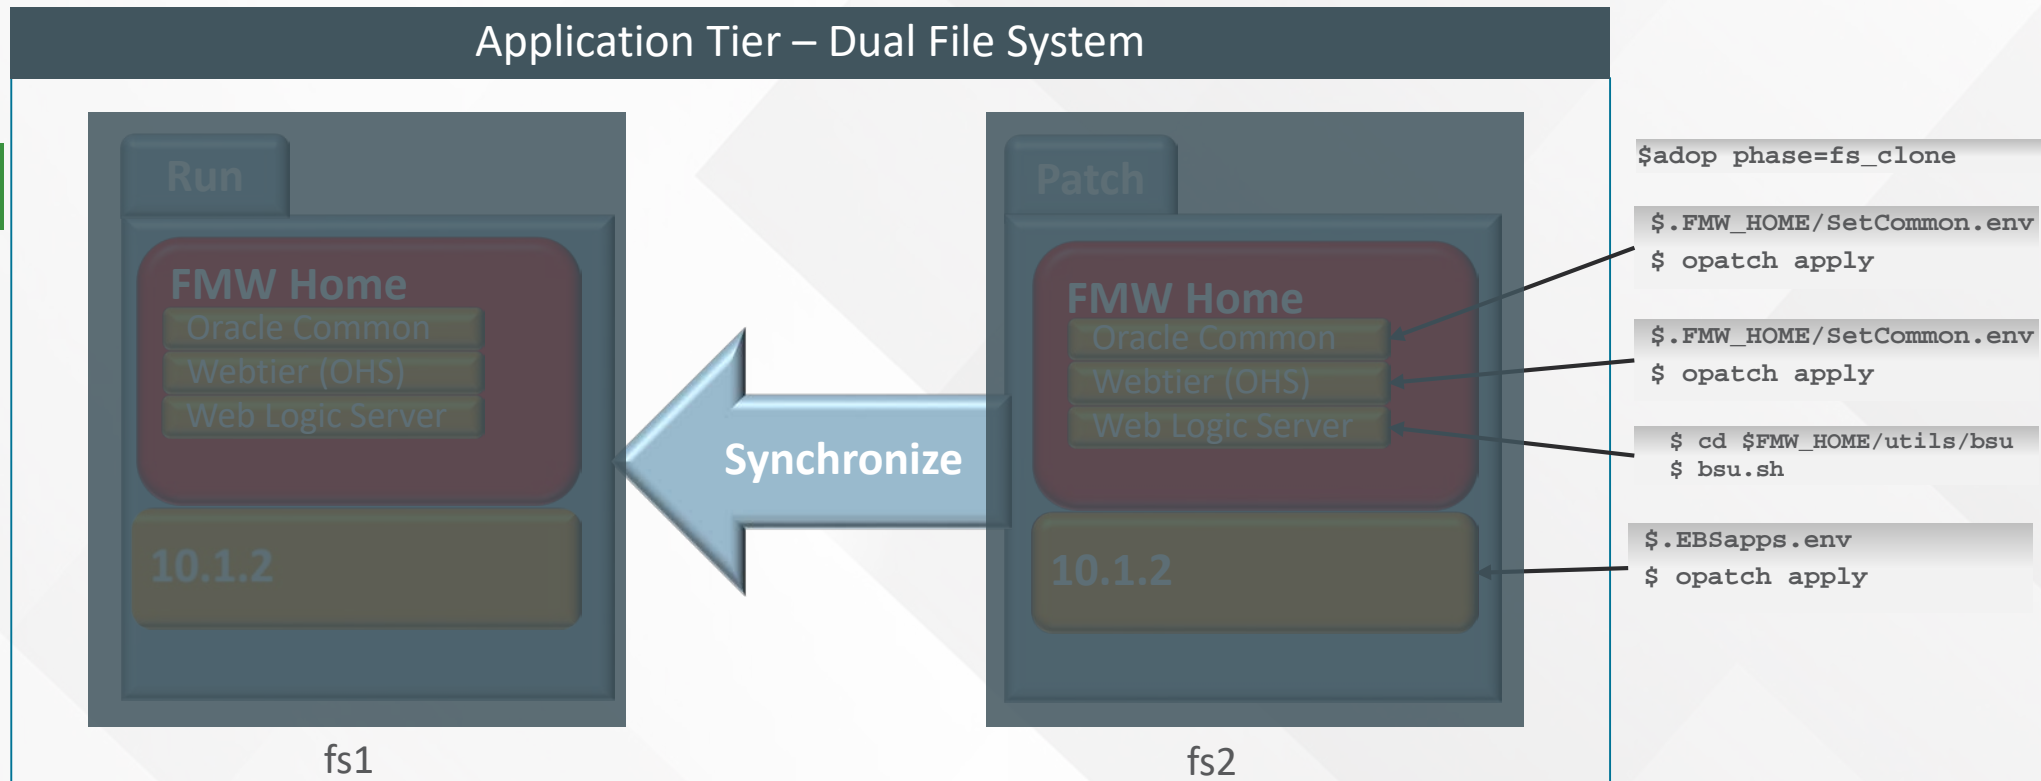 Application Tier – Dual File System
Run
FMW Home
Oracle Common
Webtier (OHS)
Web Logic Server
10.1.2
fs1
Synchronize
Patch
FMW Home
Oracle Common
Webtier (OHS)
Web Logic Server
10.1.2
fs2
$adop phase=fs_clone
$.FMW_HOME/SetCommon.env
$ opatch apply
$.FMW_HOME/SetCommon.env
$ opatch apply
$ cd $FMW_HOME/utils/bsu
$ bsu.sh
$.EBSapps.env
$ opatch apply